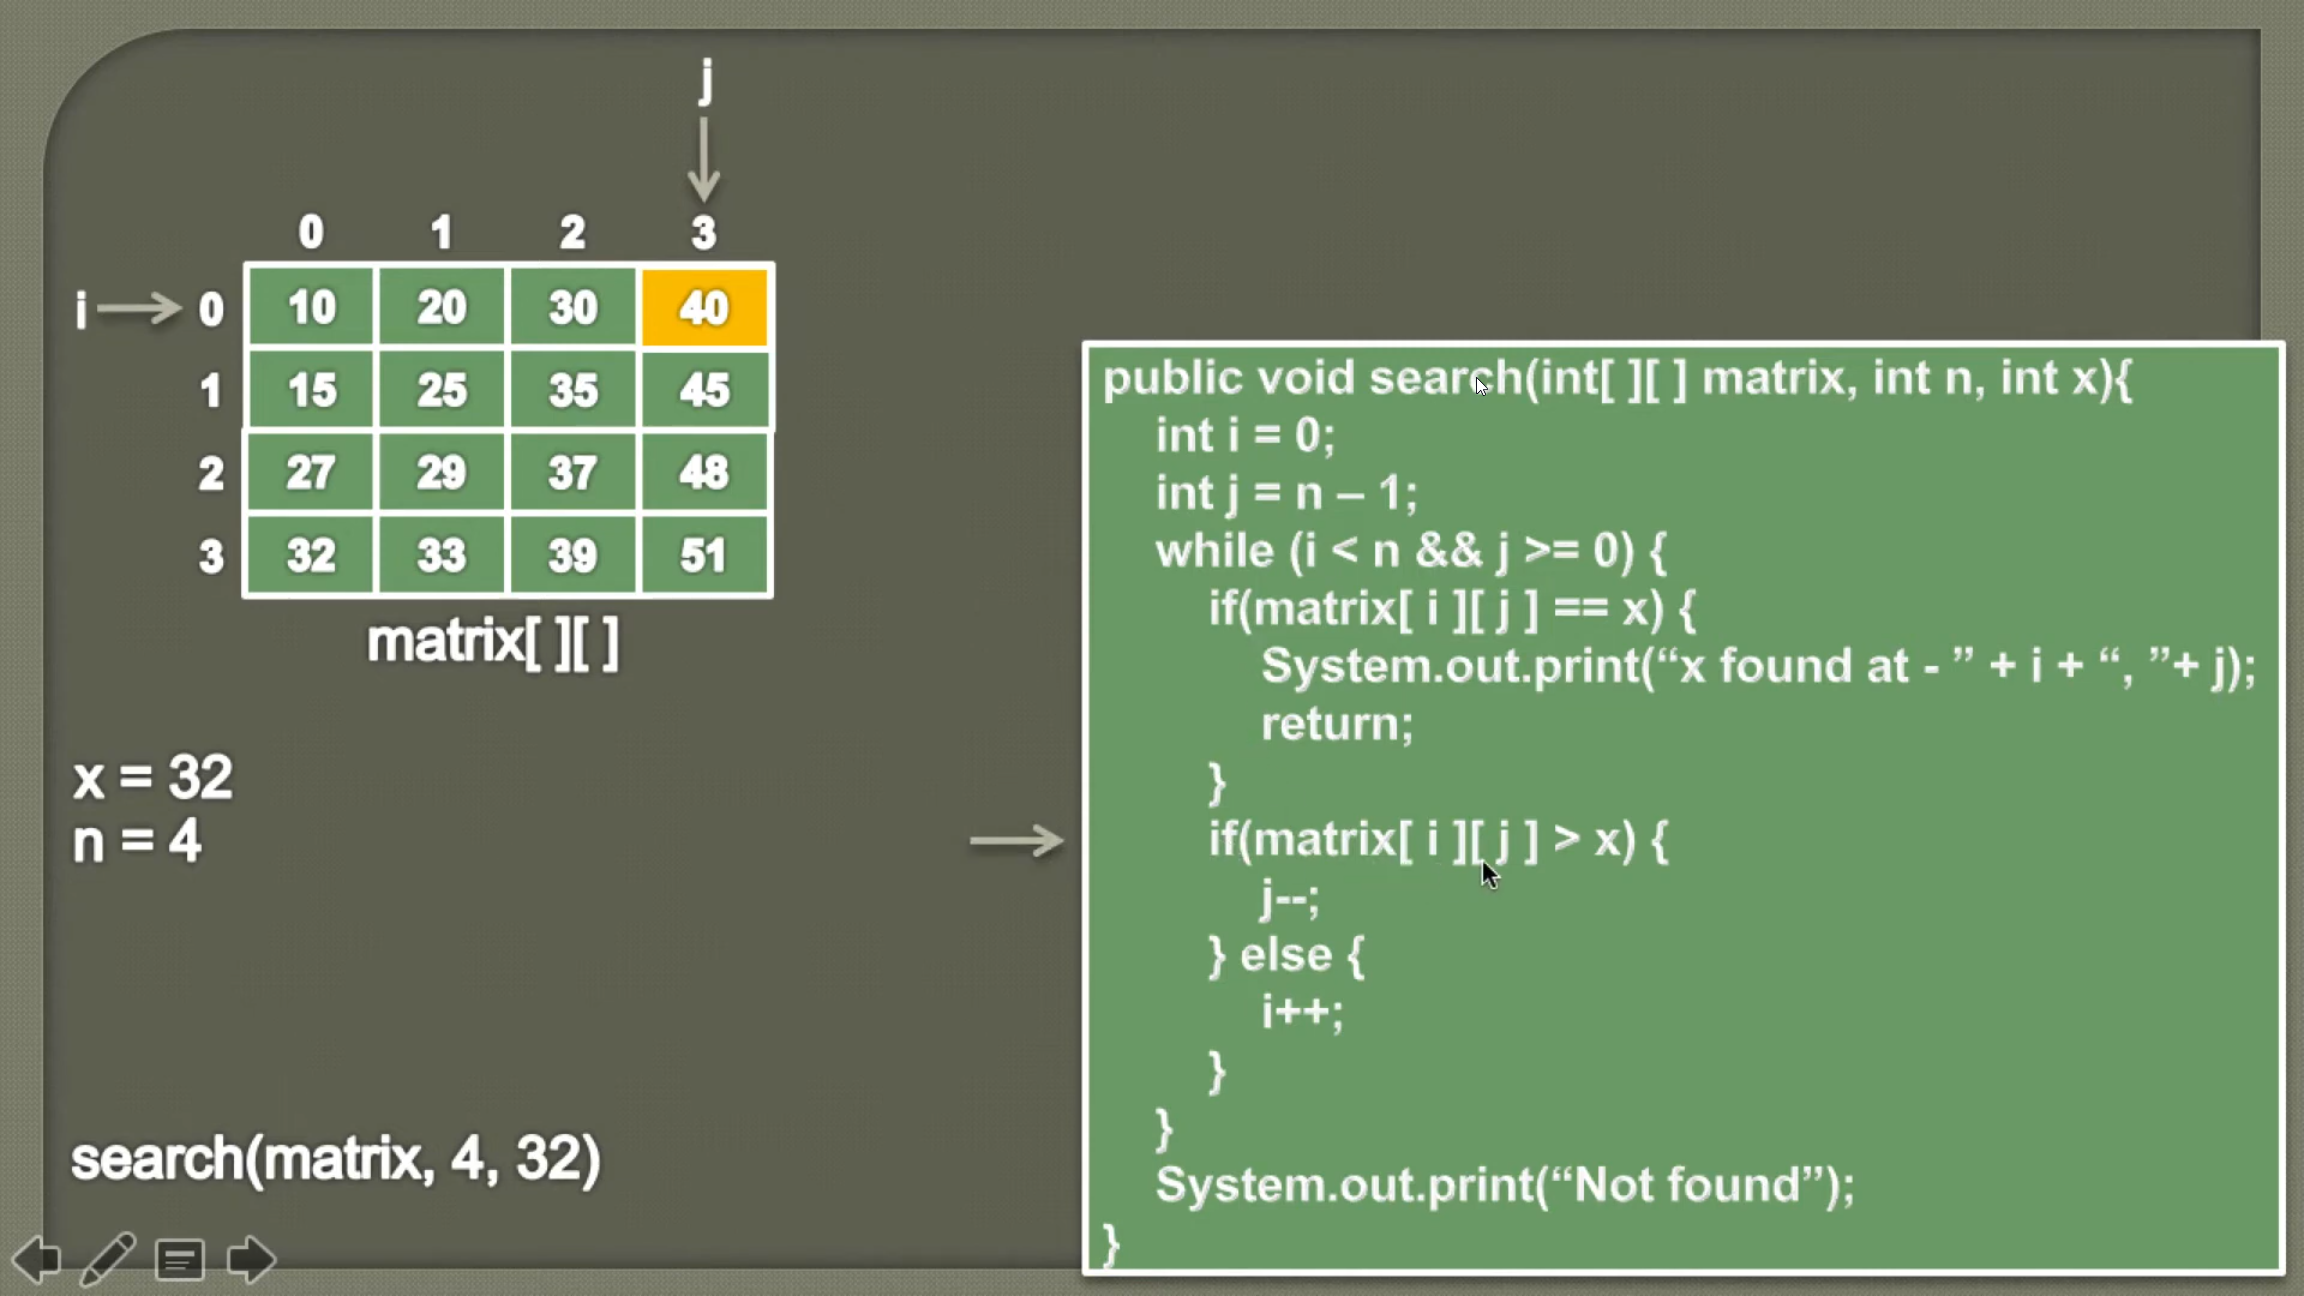 j
0 1 2 3
i 0 10 20 30 40
1 15 25 35 45
2 27 29 37 48
3 32 33 39 51
matrix[ ][ ]
x = 32
n = 4
search(matrix, 4, 32)
public void search(int[ ][ ] matrix, int n, int x){
int i = 0;
int j = n – 1;
while (i < n && j >= 0) {
if(matrix[ i ][ j ] == x) {
System.out.print(“x found at - ” + i + “, ”+ j);
return;
}
if(matrix[ i ][ j ] > x) {
j--;
} else {
i++;
}
}
System.out.print(“Not found”);
}